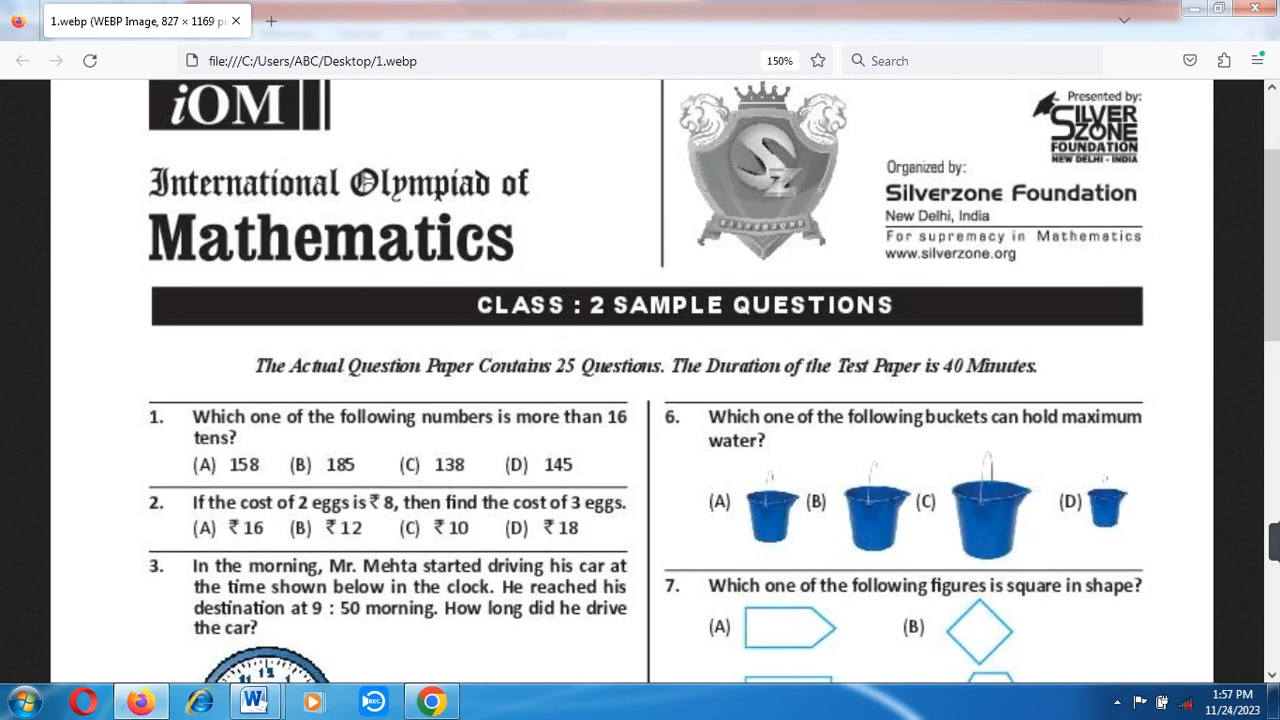 1.webp (WEBP Image, 827 × 1169 pi
file:///C:/Users/ABC/Desktop/1.webp
150%
Search
iOM
International Olympiad of
Mathematics
SZ
SILVERZONE
Presented by:
SILVER
ZONE
FOUNDATION
NEW DELHI - INDIA
Organized by:
Silverzone Foundation
New Delhi, India
For supremacy in Mathematics
www.silverzone.org
CLASS : 2 SAMPLE QUESTIONS
The Actual Question Paper Contains 25 Questions. The Duration of the Test Paper is 40 Minutes.
1. Which one of the following numbers is more than 16
tens?
(A) 158 (B) 185 (C) 138 (D) 145
2. If the cost of 2 eggs is ₹ 8, then find the cost of 3 eggs.
(A) ₹ 16 (B) ₹ 12 (C) ₹ 10 (D) ₹ 18
3. In the morning, Mr. Mehta started driving his car at
the time shown below in the clock. He reached his
destination at 9 : 50 morning. How long did he drive
the car?
11 12 1
6. Which one of the following buckets can hold maximum
water?
(A) (B) (C) (D)
7. Which one of the following figures is square in shape?
(A) (B)
W
REC
1:57 PM
11/24/2023